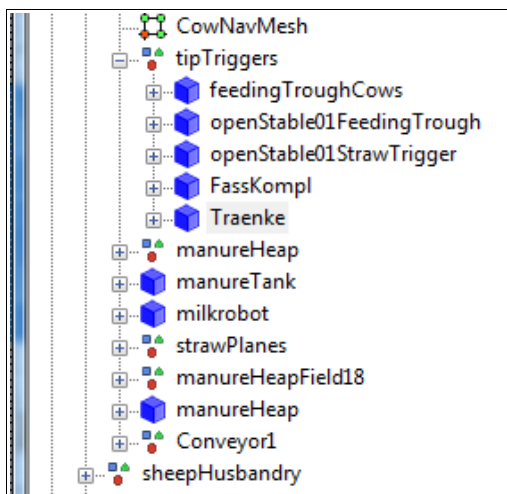 CowNavMesh
tipTriggers
feedingTroughCows
openStable01FeedingTrough
openStable01StrawTrigger
FassKompl
Traenke
manureHeap
manureTank
milkrobot
strawPlanes
manureHeapField18
manureHeap
Conveyor1
sheepHusbandry